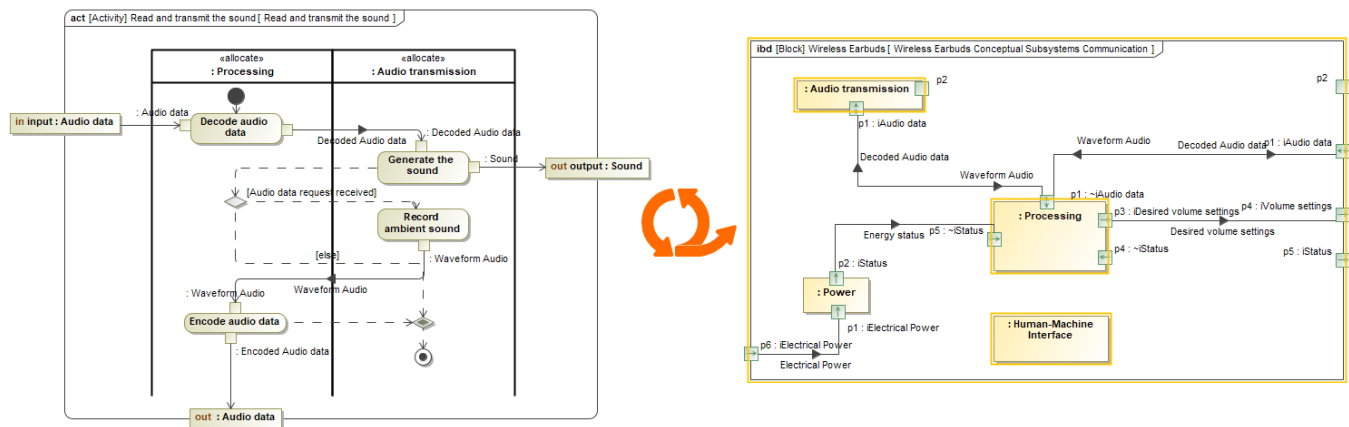 act [Activity] Read and transmit the sound [ Read and transmit the sound ]
«allocate»
: Processing
«allocate»
: Audio transmission
in input : Audio data
: Audio data
Decode audio
data
Decoded Audio data
: Decoded Audio data
Generate the
sound
: Sound
out output : Sound
[Audio data request received]
Record
ambient sound
[else]
: Waveform Audio
Waveform Audio
: Waveform Audio
Encode audio data
: Encoded Audio data
out : Audio data
ibd [Block] Wireless Earbuds [ Wireless Earbuds Conceptual Subsystems Communication ]
: Audio transmission
p2
p2
p1 : iAudio data
Waveform Audio
Decoded Audio data
p1 : iAudio data
Decoded Audio data
Waveform Audio
p1 : ~iAudio data
: Processing
p3 : iDesired volume settings
p4 : iVolume settings
Desired volume settings
Energy status
p5 : ~iStatus
p4 : ~iStatus
p5 : iStatus
p2 : iStatus
: Power
p1 : iElectrical Power
: Human-Machine
Interface
p6 : iElectrical Power
Electrical Power